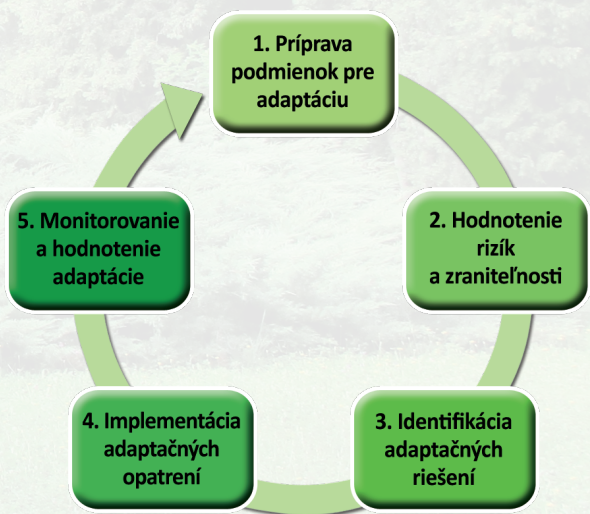 1. Príprava
podmienok pre
adaptáciu
2. Hodnotenie
rizík
a zraniteľnosti
3. Identifikácia
adaptačných
riešení
4. Implementácia
adaptačných
opatrení
5. Monitorovanie
a hodnotenie
adaptácie